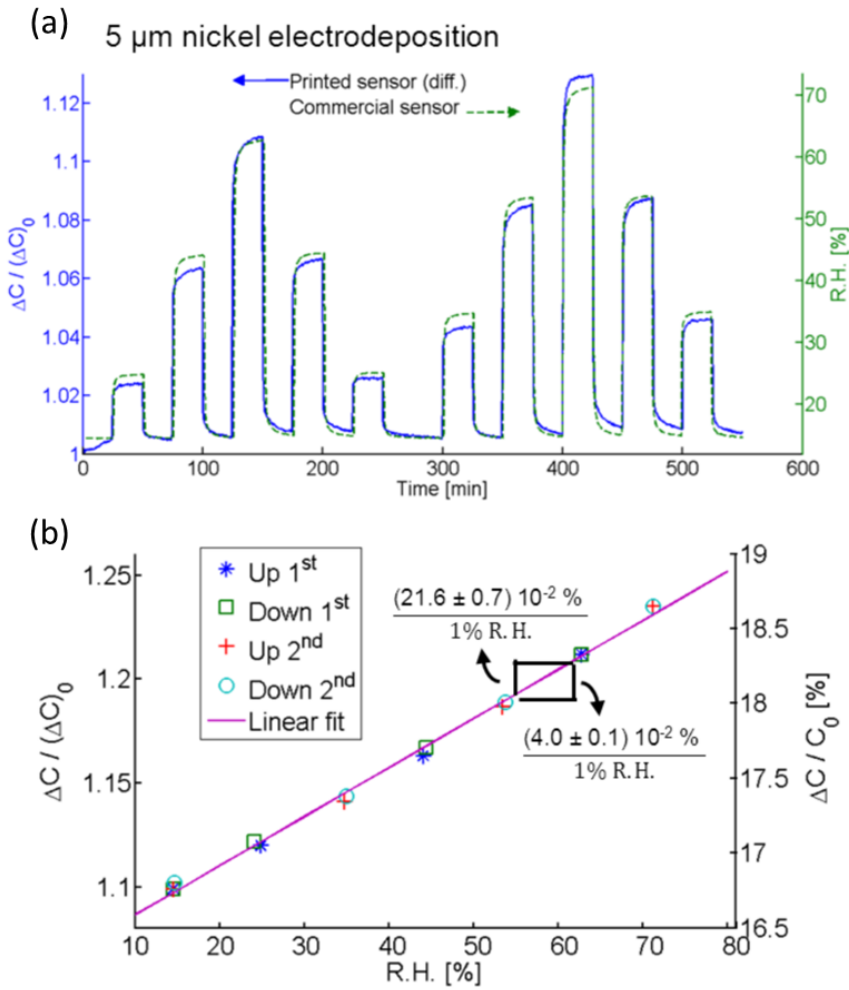 (a)
5 μm nickel electrodeposition
Printed sensor (diff.)
Commercial sensor
1.12
1.1
1.08
1.06
1.04
1.02
1
ΔC / (ΔC)0
70
60
50
40
30
20
R.H. [%]
0 100 200 300 400 500 600
Time [min]
(b)
Up 1st
Down 1st
Up 2nd
Down 2nd
Linear fit
(21.6 ± 0.7) 10-2 %
1% R.H.
(4.0 ± 0.1) 10-2 %
1% R.H.
1.25
1.2
1.15
1.1
ΔC / (ΔC)0
19
18.5
18
17.5
17
16.5
ΔC / C0 [%]
10 20 30 40 50 60 70 80
R.H. [%]